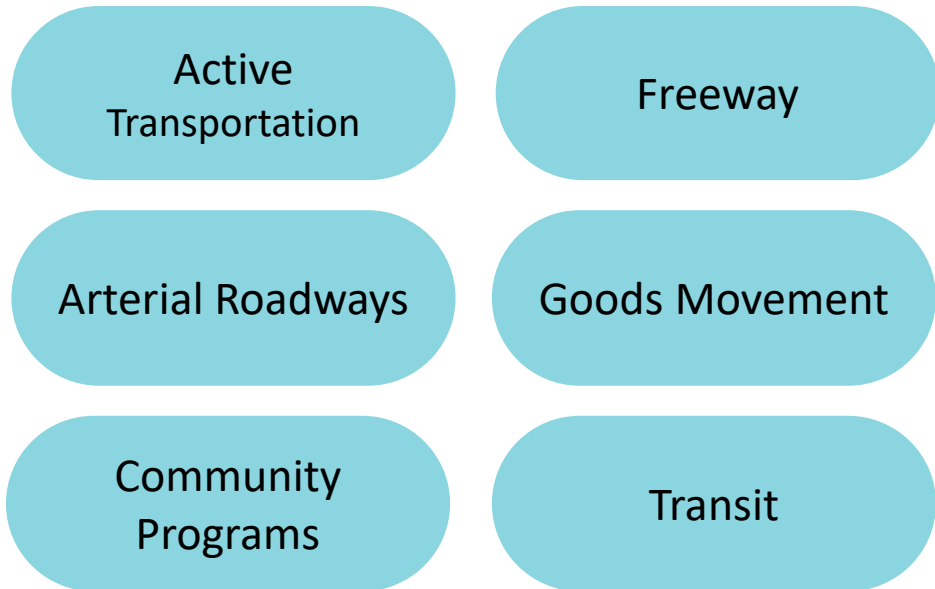 Active
Transportation
Freeway
Arterial Roadways
Goods Movement
Community
Programs
Transit